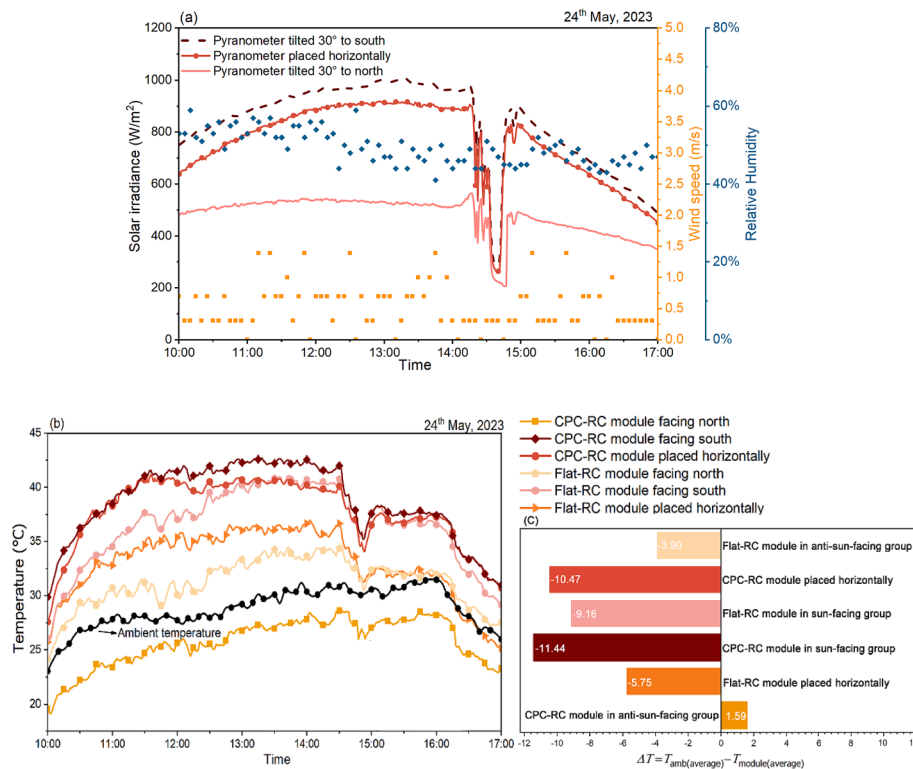 (a)
24th May, 2023
Pyranometer tilted 30° to south
Pyranometer placed horizontally
Pyranometer tilted 30° to north
Solar irradiance (W/m²)
1200
1000
800
600
400
200
0
5.0
4.5
4.0
3.5
3.0
2.5
2.0
1.5
1.0
0.5
0.0
Wind speed (m/s)
80%
60%
40%
20%
0%
Relative Humidity
10:00 11:00 12:00 13:00 14:00 15:00 16:00 17:00
Time
(b)
24th May, 2023
Temperature (°C)
45
40
35
30
25
20
Ambient temperature
10:00 11:00 12:00 13:00 14:00 15:00 16:00 17:00
Time
CPC-RC module facing north
CPC-RC module facing south
CPC-RC module placed horizontally
Flat-RC module facing north
Flat-RC module facing south
Flat-RC module placed horizontally
(C)
-3.90 Flat-RC module in anti-sun-facing group
-10.47 CPC-RC module placed horizontally
-9.16 Flat-RC module in sun-facing group
-11.44 CPC-RC module in sun-facing group
-5.75 Flat-RC module placed horizontally
CPC-RC module in anti-sun-facing group 1.59
-12 -10 -8 -6 -4 -2 0 2 4 6 8 10
ΔT=Tamb(average)−Tmodule(average)